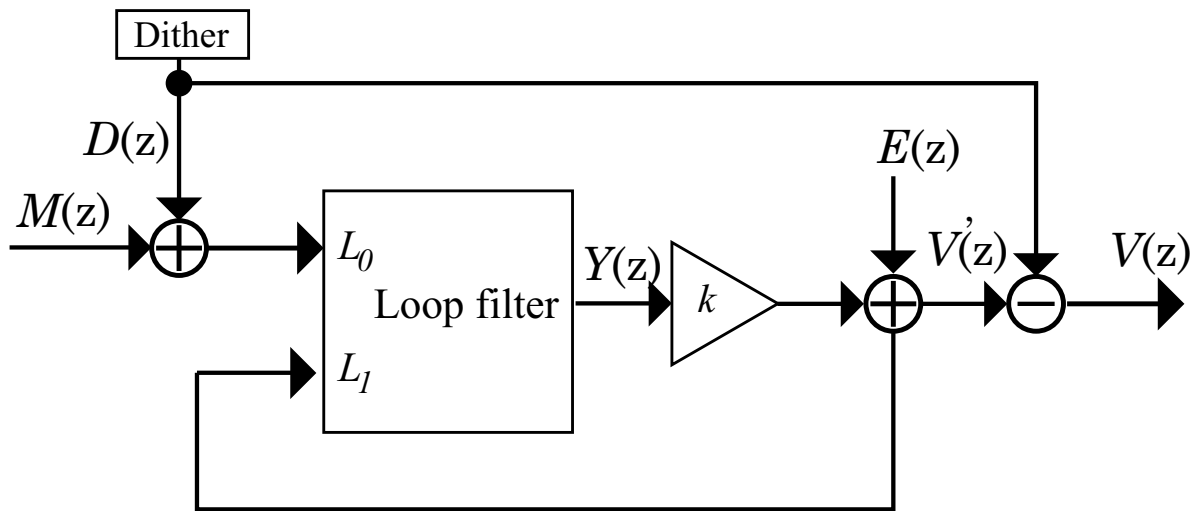 Dither
D(z)
E(z)
M(z)
L0
Y(z)
k
V'(z)
V(z)
Loop filter
L1